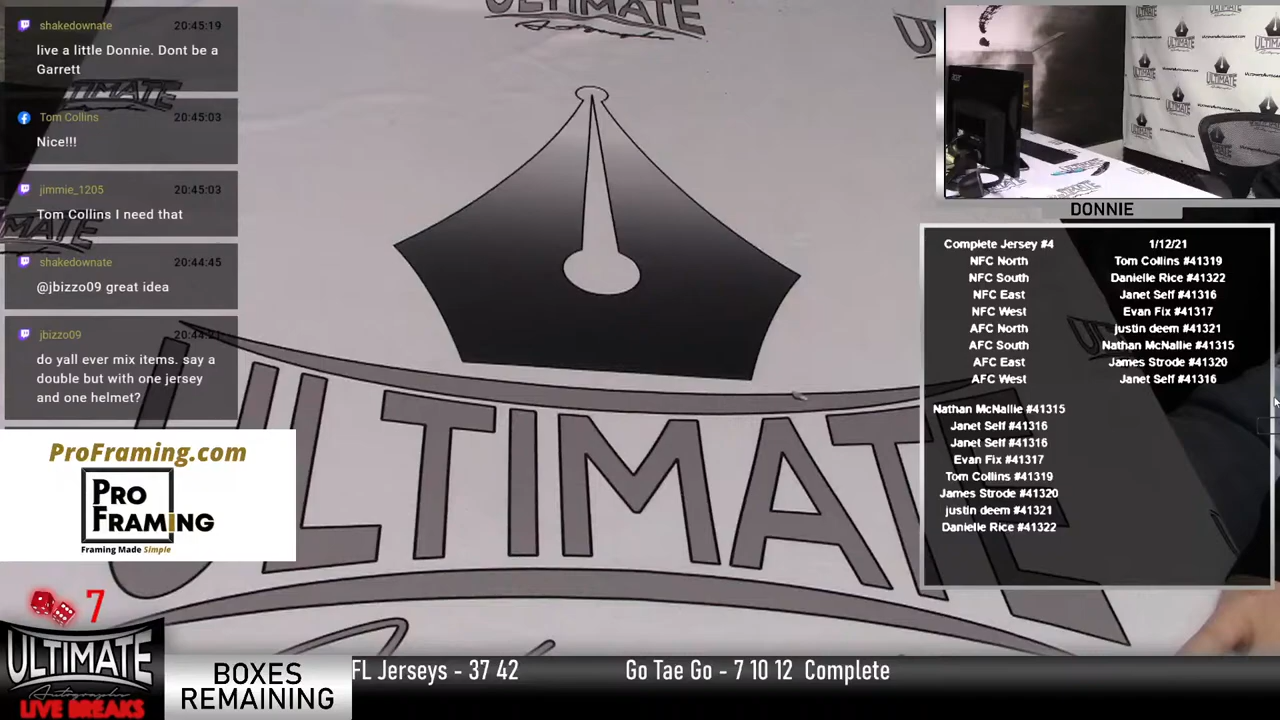 shakedownate 20:45:19
live a little Donnie. Dont be a
Garrett
Tom Collins 20:45:03
Nice!!!
jimmie_1205 20:45:03
Tom Collins I need that
shakedownate 20:44:45
@jbizzo09 great idea
jbizzo09 20:44:21
do yall ever mix items. say a
double but with one jersey
and one helmet?
ProFraming.com
PRO
FRAMING
Framing Made Simple
7
ULTIMATE
Autographs
LIVE BREAKS
BOXES
REMAINING
FL Jerseys - 37 42 Go Tae Go - 7 10 12 Complete
ULTIMATE
ULTIMATE
DONNIE
Complete Jersey #4 1/12/21
NFC North Tom Collins #41319
NFC South Danielle Rice #41322
NFC East Janet Self #41316
NFC West Evan Fix #41317
AFC North justin deem #41321
AFC South Nathan McNallie #41315
AFC East James Strode #41320
AFC West Janet Self #41316
Nathan McNallie #41315
Janet Self #41316
Janet Self #41316
Evan Fix #41317
Tom Collins #41319
James Strode #41320
justin deem #41321
Danielle Rice #41322